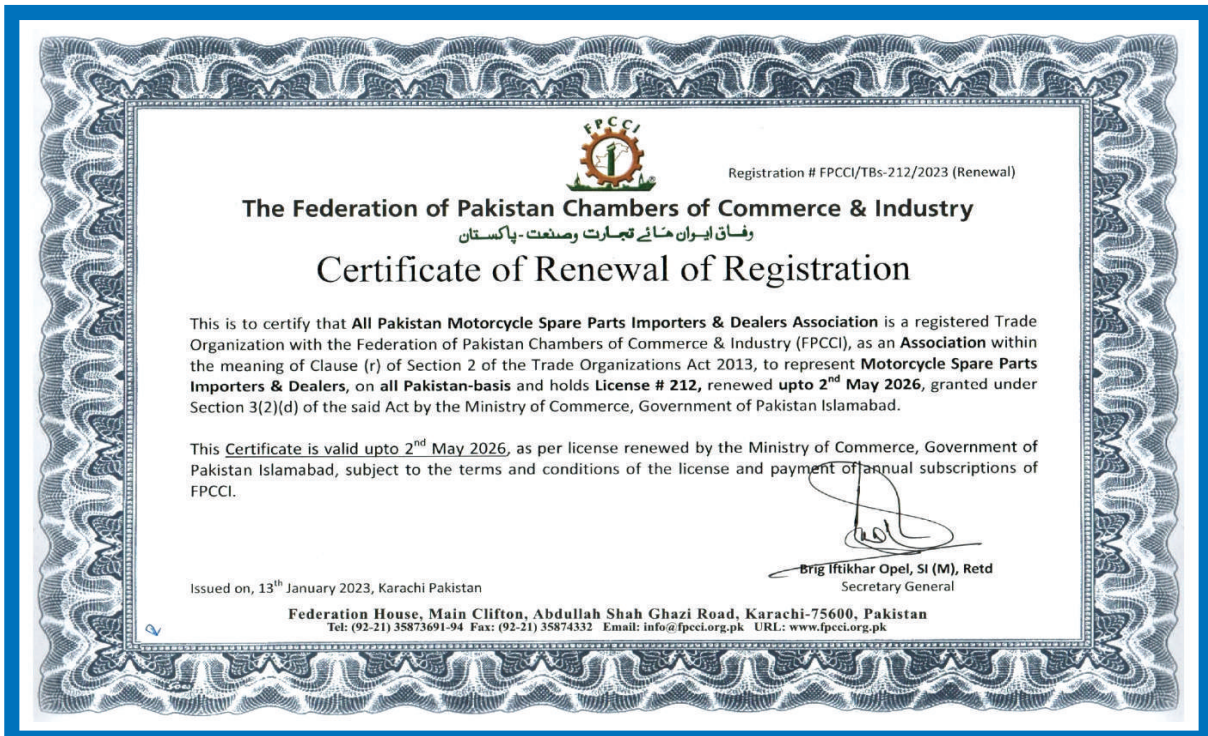 FPCCI
Registration # FPCCI/TBs-212/2023 (Renewal)
The Federation of Pakistan Chambers of Commerce & Industry
وفاق ایوان ھائے تجارت وصنعت - پاکستان
Certificate of Renewal of Registration
This is to certify that All Pakistan Motorcycle Spare Parts Importers & Dealers Association is a registered Trade
Organization with the Federation of Pakistan Chambers of Commerce & Industry (FPCCI), as an Association within
the meaning of Clause (r) of Section 2 of the Trade Organizations Act 2013, to represent Motorcycle Spare Parts
Importers & Dealers, on all Pakistan-basis and holds License # 212, renewed upto 2nd May 2026, granted under
Section 3(2)(d) of the said Act by the Ministry of Commerce, Government of Pakistan Islamabad.
This Certificate is valid upto 2nd May 2026, as per license renewed by the Ministry of Commerce, Government of
Pakistan Islamabad, subject to the terms and conditions of the license and payment of annual subscriptions of
FPCCI.
Brig Iftikhar Opel, SI (M), Retd
Issued on, 13th January 2023, Karachi Pakistan
Secretary General
Federation House, Main Clifton, Abdullah Shah Ghazi Road, Karachi-75600, Pakistan
Tel: (92-21) 35873691-94 Fax: (92-21) 35874332 Email: info@fpcci.org.pk URL: www.fpcci.org.pk